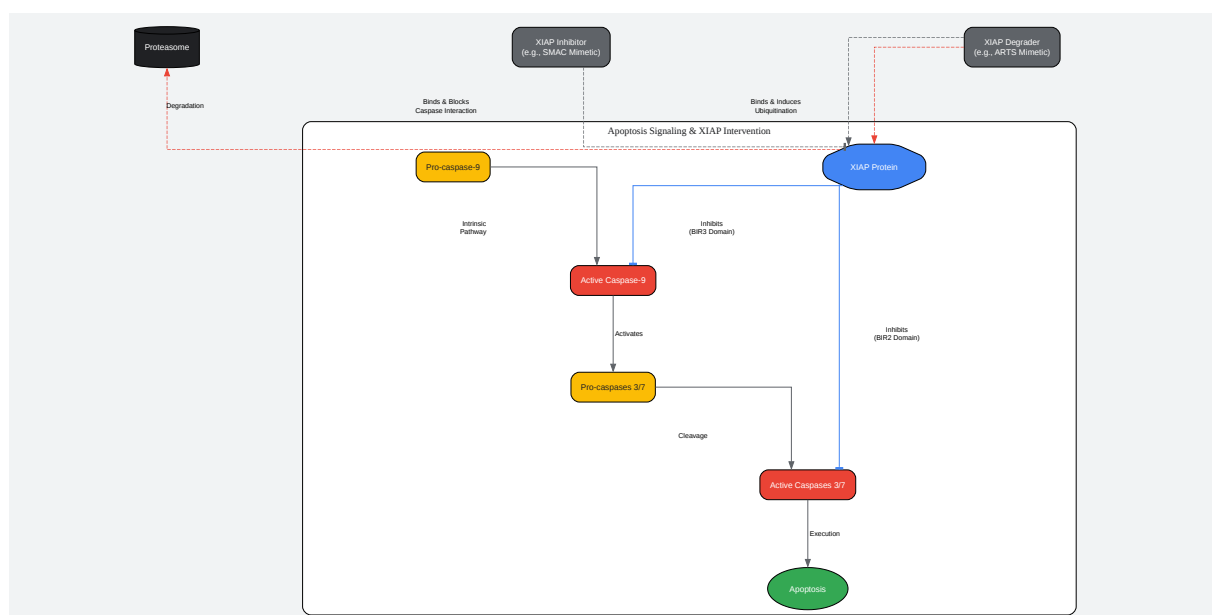 Proteasome
XIAP Inhibitor
(e.g., SMAC Mimetic)
XIAP Degrader
(e.g., ARTS Mimetic)
Degradation
Binds & Blocks
Caspase Interaction
Binds & Induces
Ubiquitination
Apoptosis Signaling & XIAP Intervention
Pro-caspase-9
XIAP Protein
Intrinsic
Pathway
Inhibits
(BIR3 Domain)
Active Caspase-9
Activates
Inhibits
(BIR2 Domain)
Pro-caspases 3/7
Cleavage
Active Caspases 3/7
Execution
Apoptosis